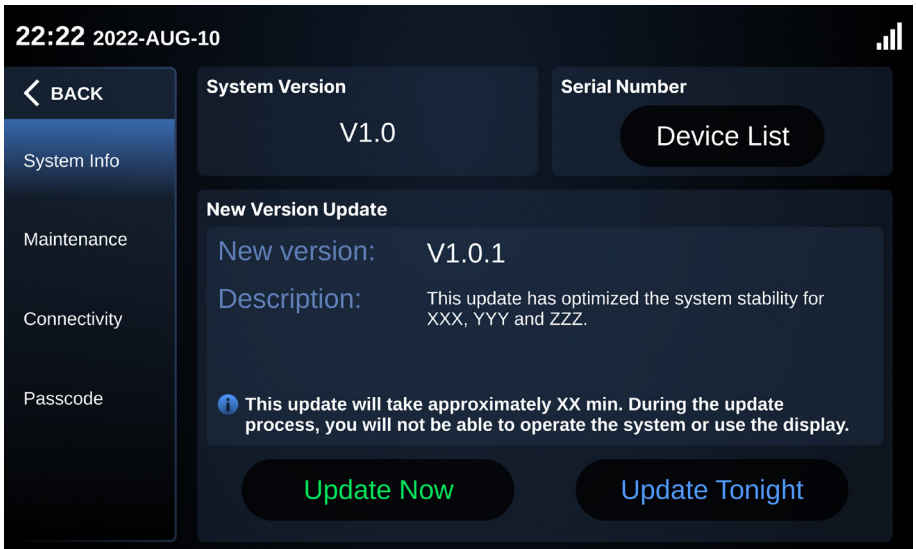 22:22 2022-AUG-10
BACK
System Info
Maintenance
Connectivity
Passcode
System Version
V1.0
Serial Number
Device List
New Version Update
New version: V1.0.1
Description: This update has optimized the system stability for
XXX, YYY and ZZZ.
This update will take approximately XX min. During the update
process, you will not be able to operate the system or use the display.
Update Now
Update Tonight